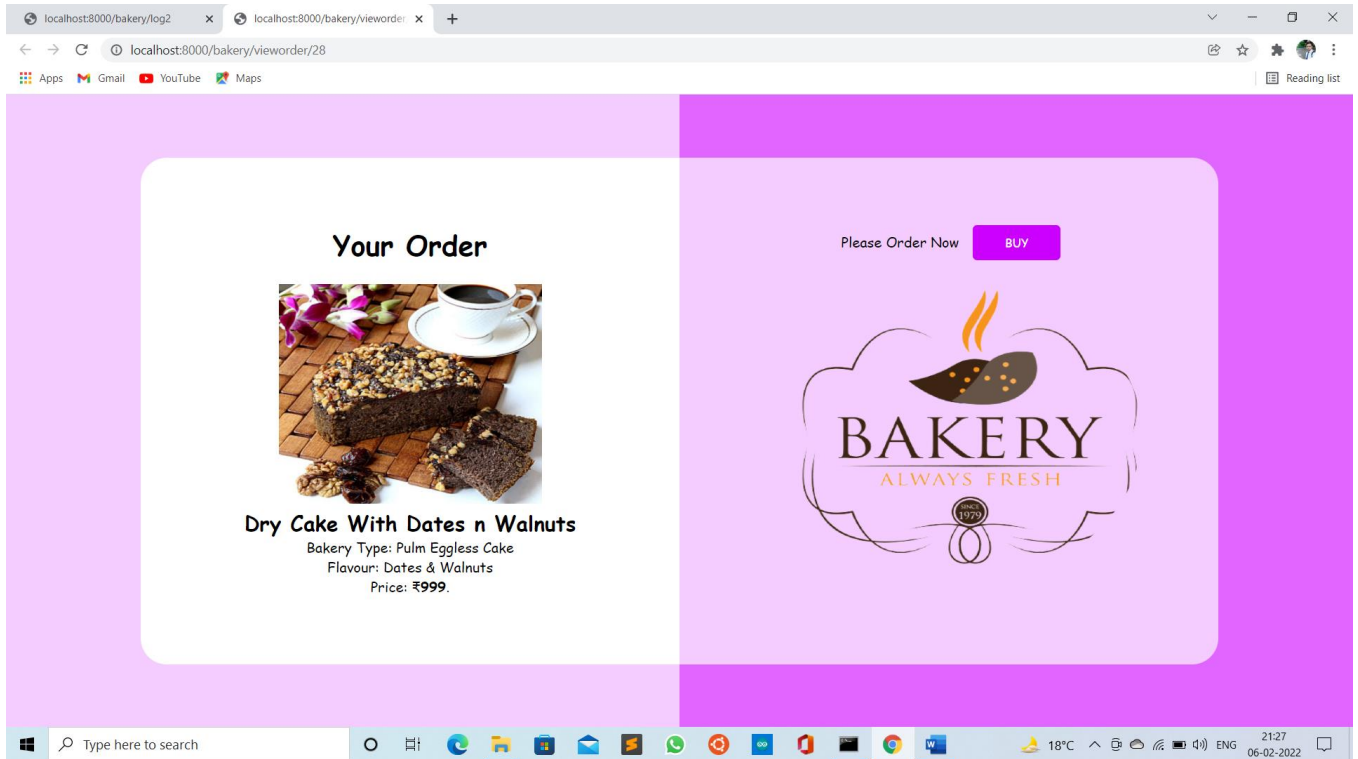 localhost:8000/bakery/log2
localhost:8000/bakery/vieworder
localhost:8000/bakery/vieworder/28
Apps
Gmail
YouTube
Maps
Reading list
Your Order
Dry Cake With Dates n Walnuts
Bakery Type: Pulm Eggless Cake
Flavour: Dates & Walnuts
Price: ₹999.
Please Order Now
BUY
BAKERY
ALWAYS FRESH
SINCE
1979
Type here to search
18°C
ENG
21:27
06-02-2022